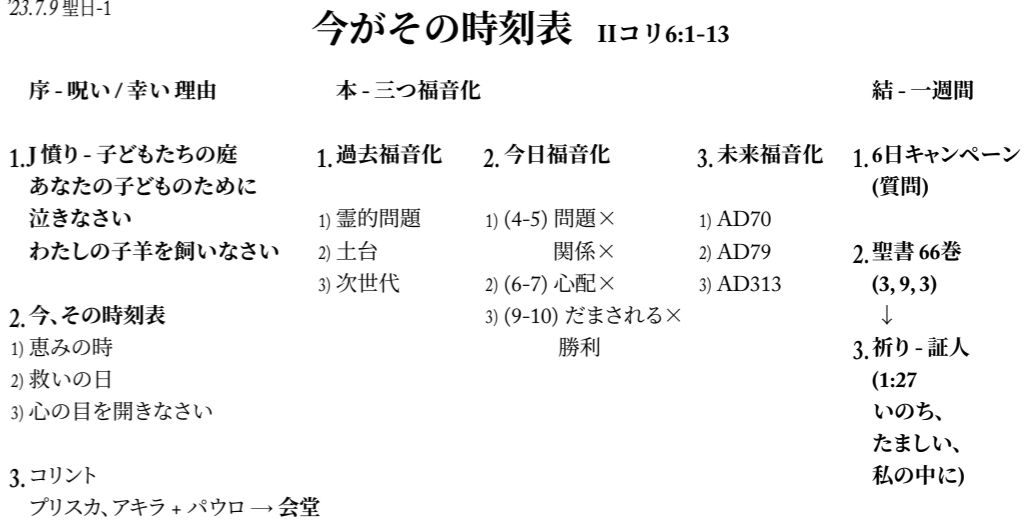 '23.7.9 聖日-1
今がその時刻表 IIコリ6:1-13
序 - 呪い / 幸い 理由
1. J 憤り - 子どもたちの庭
あなたの子どものために
泣きなさい
わたしの子羊を飼いなさい
2. 今、その時刻表
1) 恵みの時
2) 救いの日
3) 心の目を開きなさい
3. コリント
プリスカ、アキラ + パウロ → 会堂
本 - 三つ福音化
1. 過去福音化
1) 霊的問題
2) 土台
3) 次世代
2. 今日福音化
1) (4-5) 問題×
関係×
2) (6-7) 心配×
3) (9-10) だまされる×
勝利
3. 未来福音化
1) AD70
2) AD79
3) AD313
結 - 一週間
1. 6日キャンペーン
(質問)
2. 聖書 66巻
(3, 9, 3)
↓
3. 祈り - 証人
(1:27
いのち、
たましい、
私の中に)